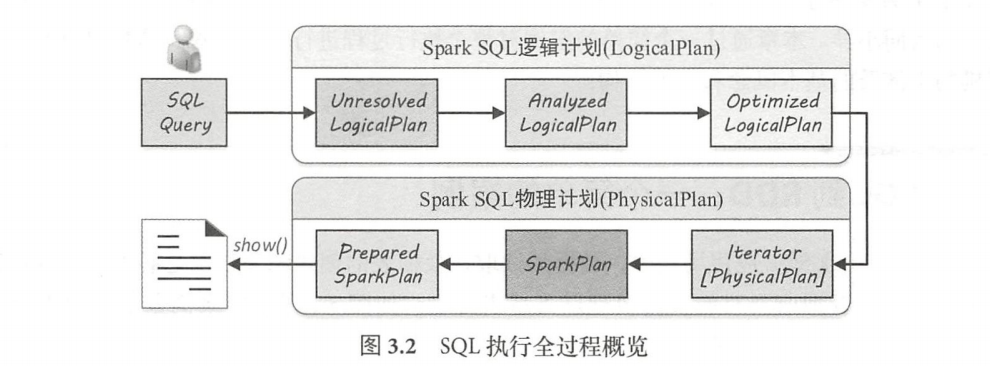 Spark SQL逻辑计划(LogicalPlan)
SQL
Query
Unresolved
LogicalPlan
Analyzed
LogicalPlan
Optimized
LogicalPlan
Spark SQL物理计划(PhysicalPlan)
show()
Prepared
SparkPlan
SparkPlan
Iterator
[PhysicalPlan]
图 3.2 SQL 执行全过程概览